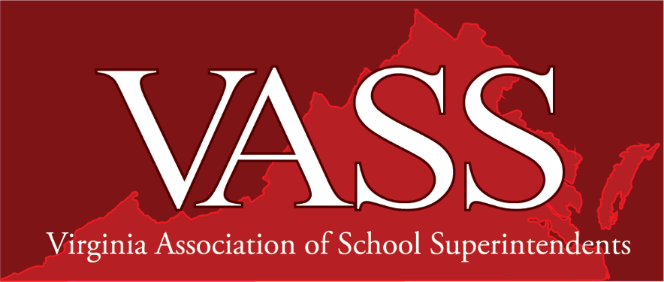 VASS
Virginia Association of School Superintendents